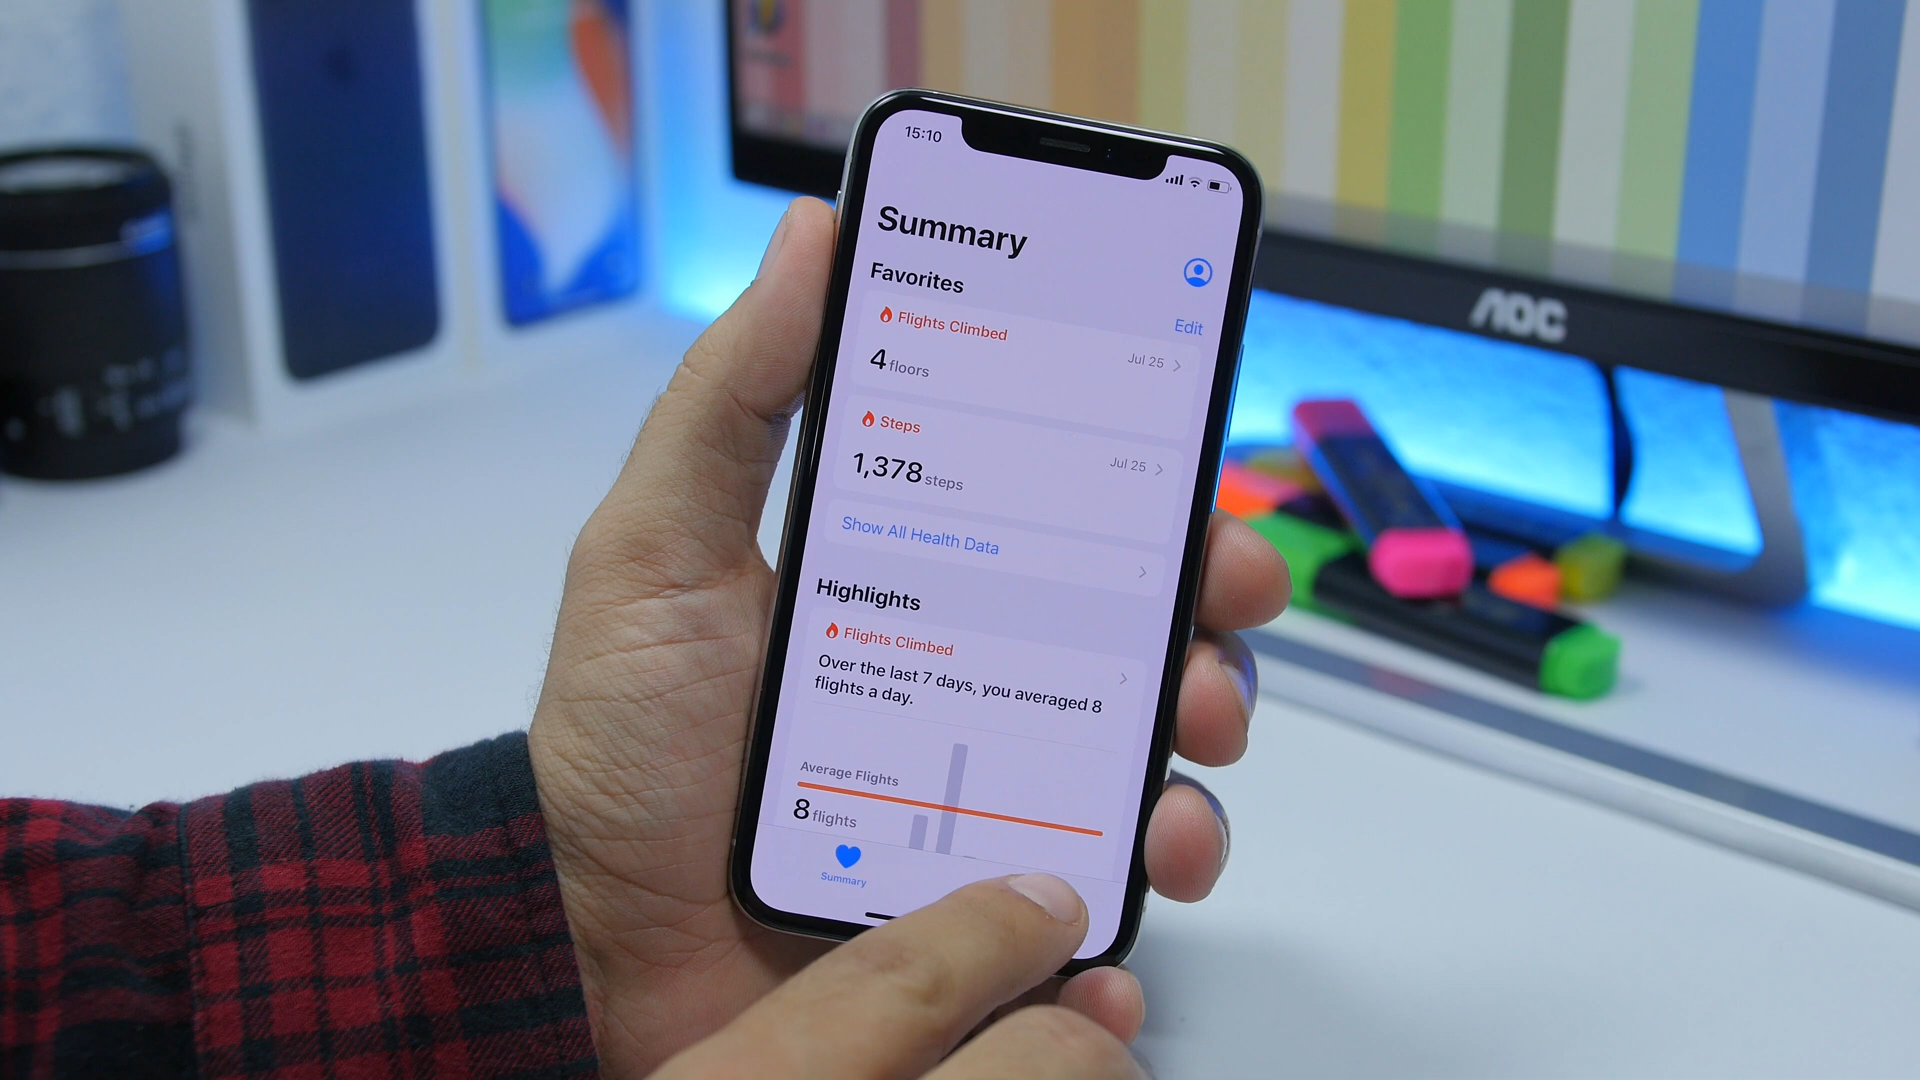 15:10
Summary
Favorites
Edit
Flights Climbed
Jul 25
4 floors
Steps
Jul 25
1,378 steps
Show All Health Data
Highlights
Flights Climbed
Over the last 7 days, you averaged 8
flights a day.
Average Flights
8 flights
Summary
AOC